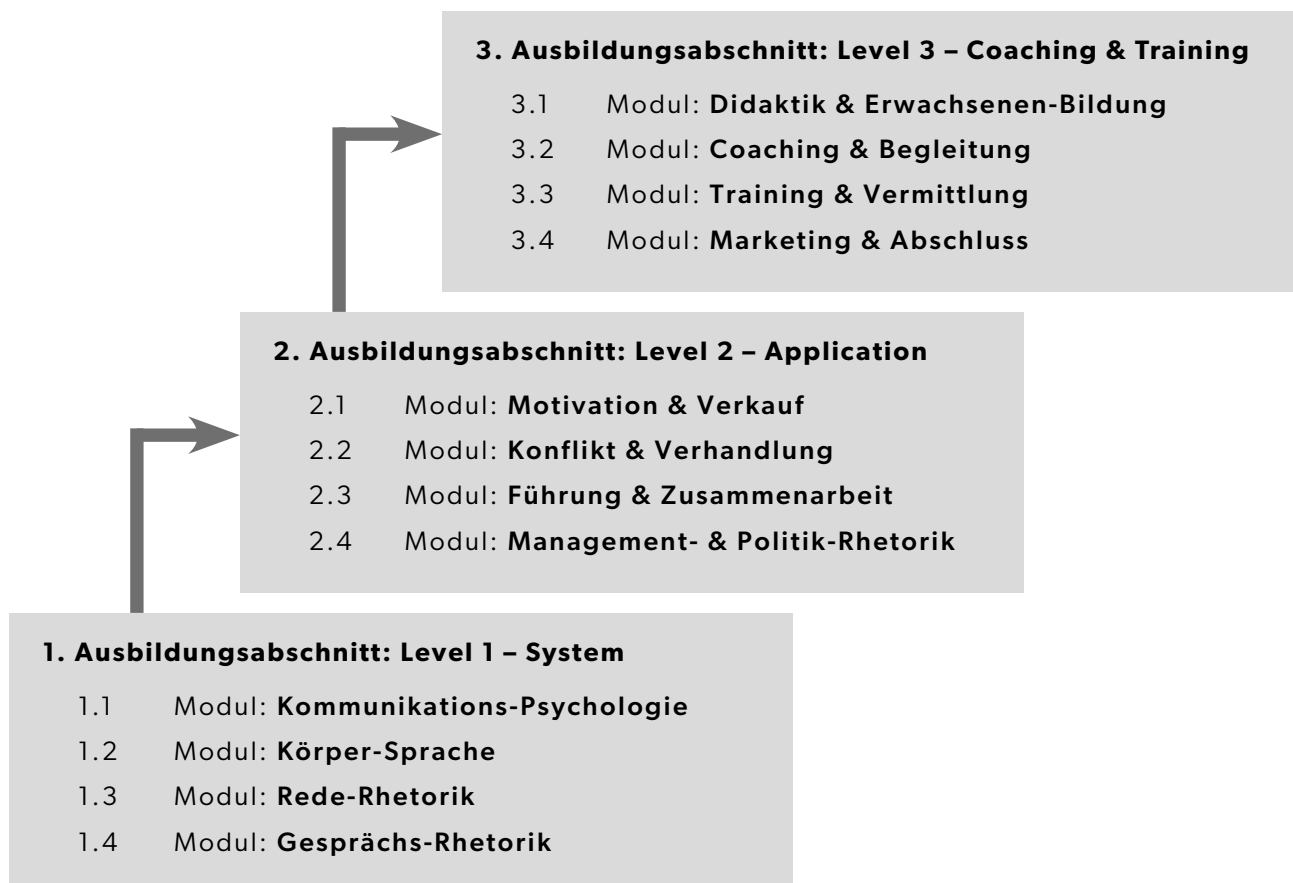 3. Ausbildungsabschnitt: Level 3 – Coaching & Training
3.1 Modul: Didaktik & Erwachsenen-Bildung
3.2 Modul: Coaching & Begleitung
3.3 Modul: Training & Vermittlung
3.4 Modul: Marketing & Abschluss
2. Ausbildungsabschnitt: Level 2 – Application
2.1 Modul: Motivation & Verkauf
2.2 Modul: Konflikt & Verhandlung
2.3 Modul: Führung & Zusammenarbeit
2.4 Modul: Management- & Politik-Rhetorik
1. Ausbildungsabschnitt: Level 1 – System
1.1 Modul: Kommunikations-Psychologie
1.2 Modul: Körper-Sprache
1.3 Modul: Rede-Rhetorik
1.4 Modul: Gesprächs-Rhetorik